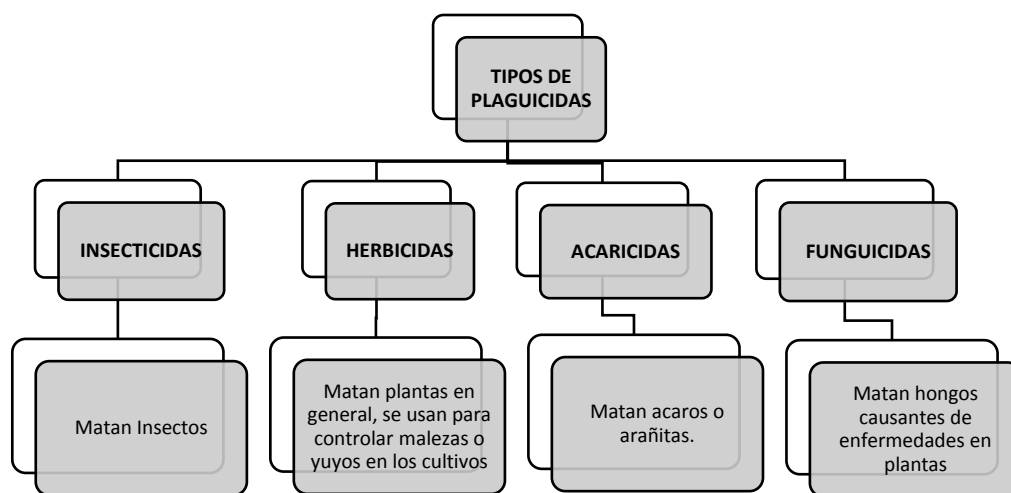 TIPOS DE
PLAGUICIDAS
INSECTICIDAS
HERBICIDAS
ACARICIDAS
FUNGUICIDAS
Matan Insectos
Matan plantas en
general, se usan para
controlar malezas o
yuyos en los cultivos
Matan acaros o
arañitas.
Matan hongos
causantes de
enfermedades en
plantas